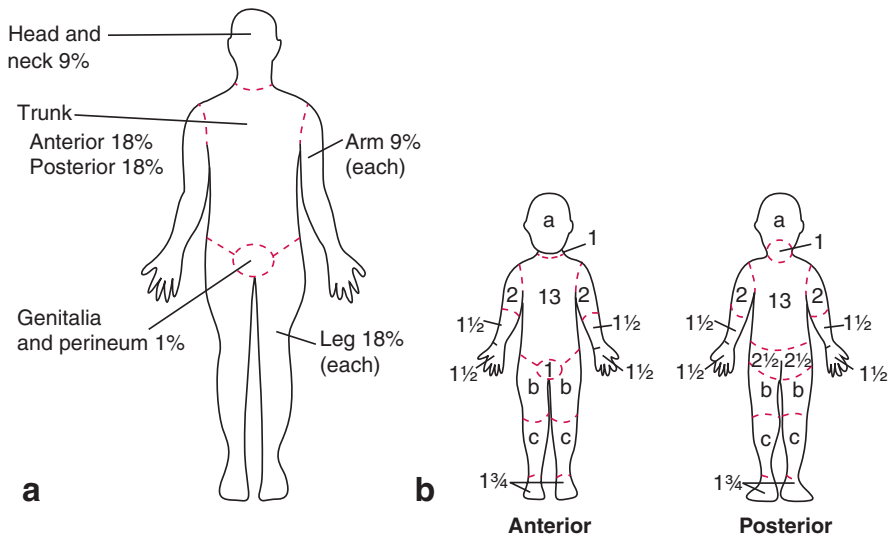 Head and
neck 9%
Trunk
Anterior 18%
Posterior 18%
Arm 9%
(each)
Genitalia
and perineum 1%
Leg 18%
(each)
a
a
1
2
13
2
1½
1½
1½
1½
1
b
b
c
c
1¾
Anterior
a
1
2
13
2
1½
1½
1½
1½
2½
2½
b
b
c
c
1¾
Posterior
b